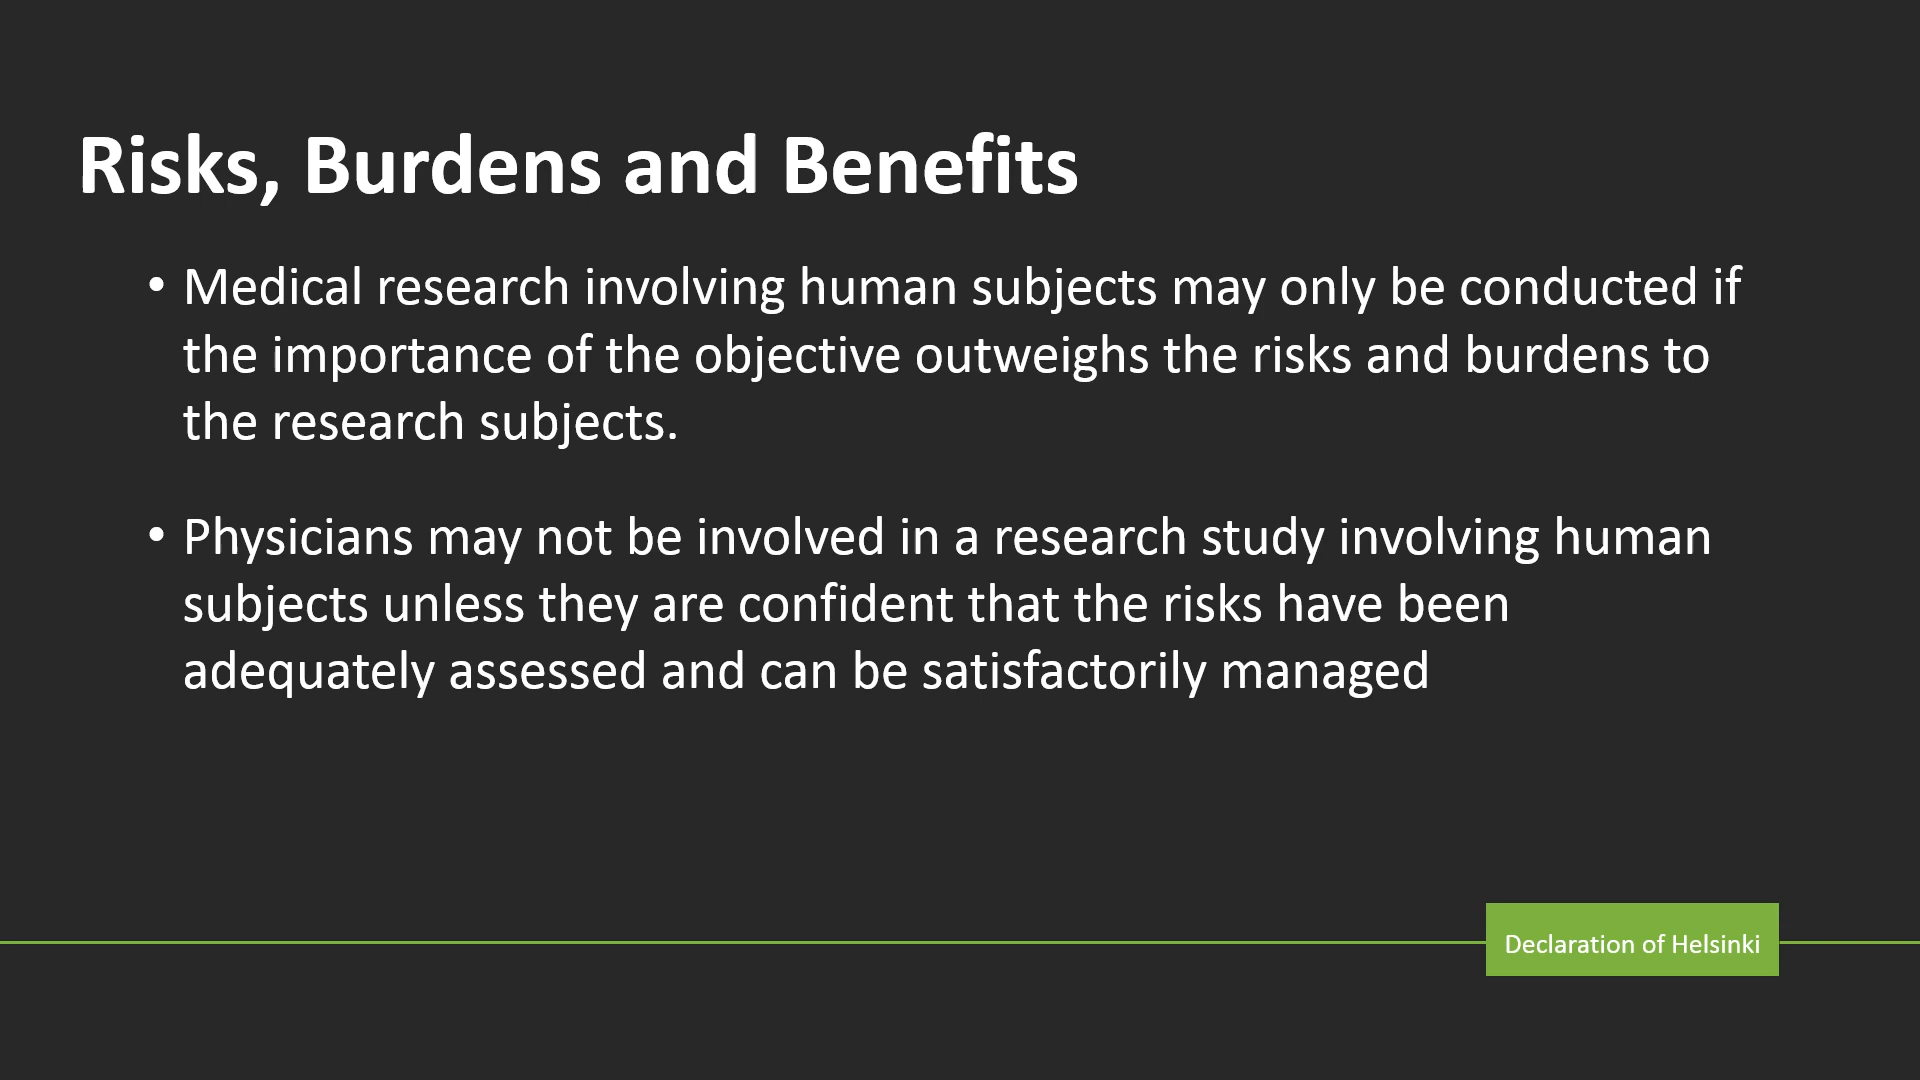 Risks, Burdens and Benefits
• Medical research involving human subjects may only be conducted if
the importance of the objective outweighs the risks and burdens to
the research subjects.
• Physicians may not be involved in a research study involving human
subjects unless they are confident that the risks have been
adequately assessed and can be satisfactorily managed
Declaration of Helsinki